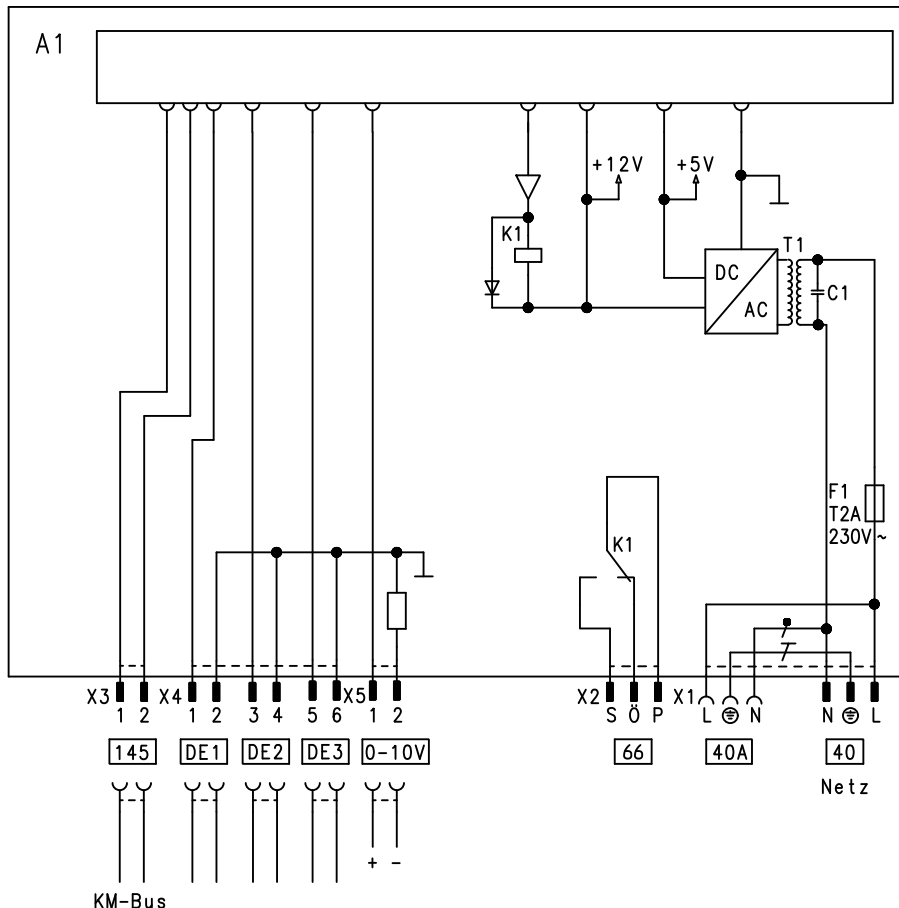 A1
+12V
+5V
K1
T1
DC
AC
C1
F1
T2A
230V~
K1
X3
X4
X5
X2
X1
1
2
1
2
3
4
5
6
1
2
S
Ö
P
L
N
N
L
145
DE1
DE2
DE3
0-10V
66
40A
40
Netz
+
-
KM-Bus